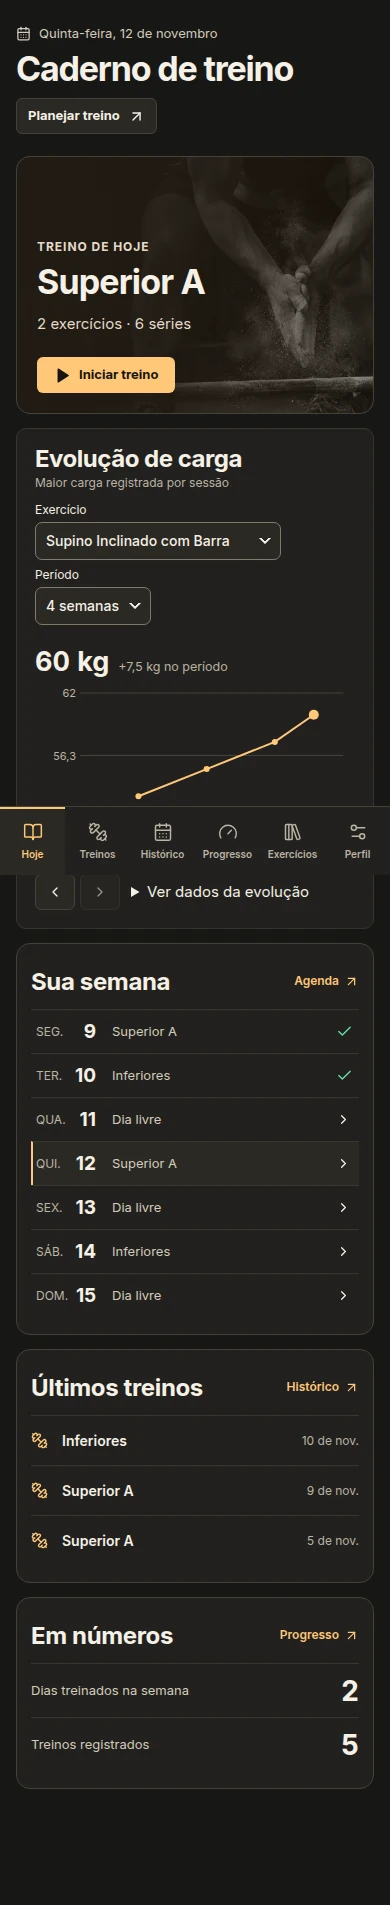 Quinta-feira, 12 de novembro
Caderno de treino
Planejar treino
TREINO DE HOJE
Superior A
2 exercícios · 6 séries
Iniciar treino
Evolução de carga
Maior carga registrada por sessão
Exercício
Supino Inclinado com Barra
Período
4 semanas
60 kg +7,5 kg no período
62
56,3
Hoje Treinos Histórico Progresso Exercícios Perfil
Ver dados da evolução
Sua semana Agenda
SEG. 9 Superior A
TER. 10 Inferiores
QUA. 11 Dia livre
QUI. 12 Superior A
SEX. 13 Dia livre
SÁB. 14 Inferiores
DOM. 15 Dia livre
Últimos treinos Histórico
Inferiores 10 de nov.
Superior A 9 de nov.
Superior A 5 de nov.
Em números Progresso
Dias treinados na semana 2
Treinos registrados 5